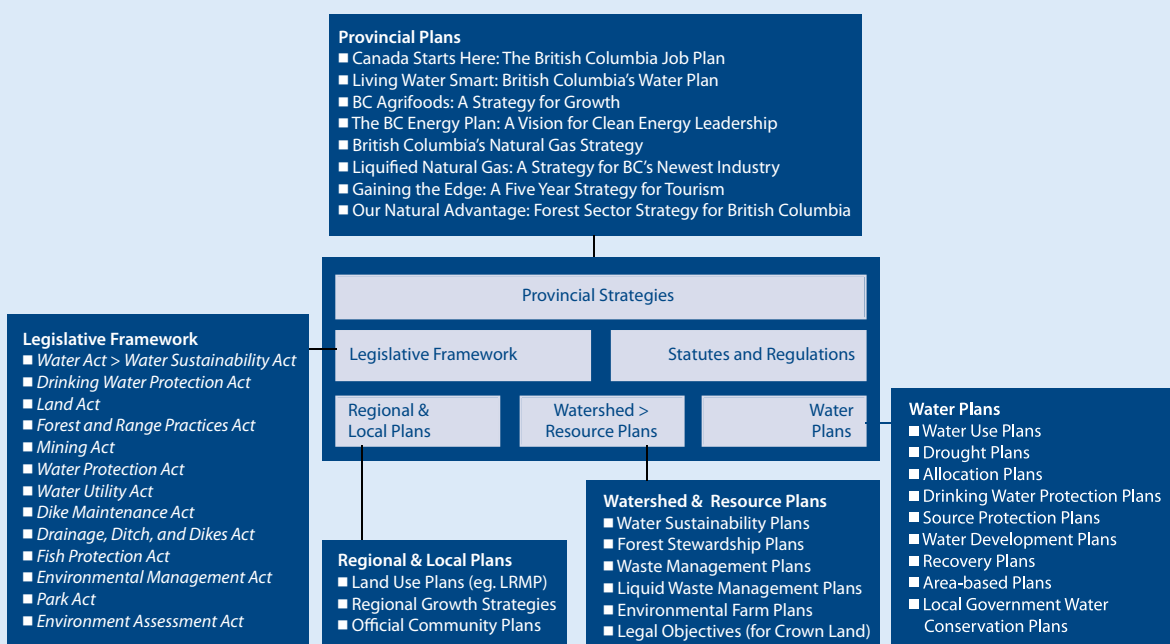 Provincial Plans
■ Canada Starts Here: The British Columbia Job Plan
■ Living Water Smart: British Columbia's Water Plan
■ BC Agrifoods: A Strategy for Growth
■ The BC Energy Plan: A Vision for Clean Energy Leadership
■ British Columbia's Natural Gas Strategy
■ Liquified Natural Gas: A Strategy for BC's Newest Industry
■ Gaining the Edge: A Five Year Strategy for Tourism
■ Our Natural Advantage: Forest Sector Strategy for British Columbia
Provincial Strategies
Legislative Framework
Statutes and Regulations
Regional &
Local Plans
Watershed >
Resource Plans
Water
Plans
Legislative Framework
■ Water Act > Water Sustainability Act
■ Drinking Water Protection Act
■ Land Act
■ Forest and Range Practices Act
■ Mining Act
■ Water Protection Act
■ Water Utility Act
■ Dike Maintenance Act
■ Drainage, Ditch, and Dikes Act
■ Fish Protection Act
■ Environmental Management Act
■ Park Act
■ Environment Assessment Act
Regional & Local Plans
■ Land Use Plans (eg. LRMP)
■ Regional Growth Strategies
■ Official Community Plans
Watershed & Resource Plans
■ Water Sustainability Plans
■ Forest Stewardship Plans
■ Waste Management Plans
■ Liquid Waste Management Plans
■ Environmental Farm Plans
■ Legal Objectives (for Crown Land)
Water Plans
■ Water Use Plans
■ Drought Plans
■ Allocation Plans
■ Drinking Water Protection Plans
■ Source Protection Plans
■ Water Development Plans
■ Recovery Plans
■ Area-based Plans
■ Local Government Water
Conservation Plans